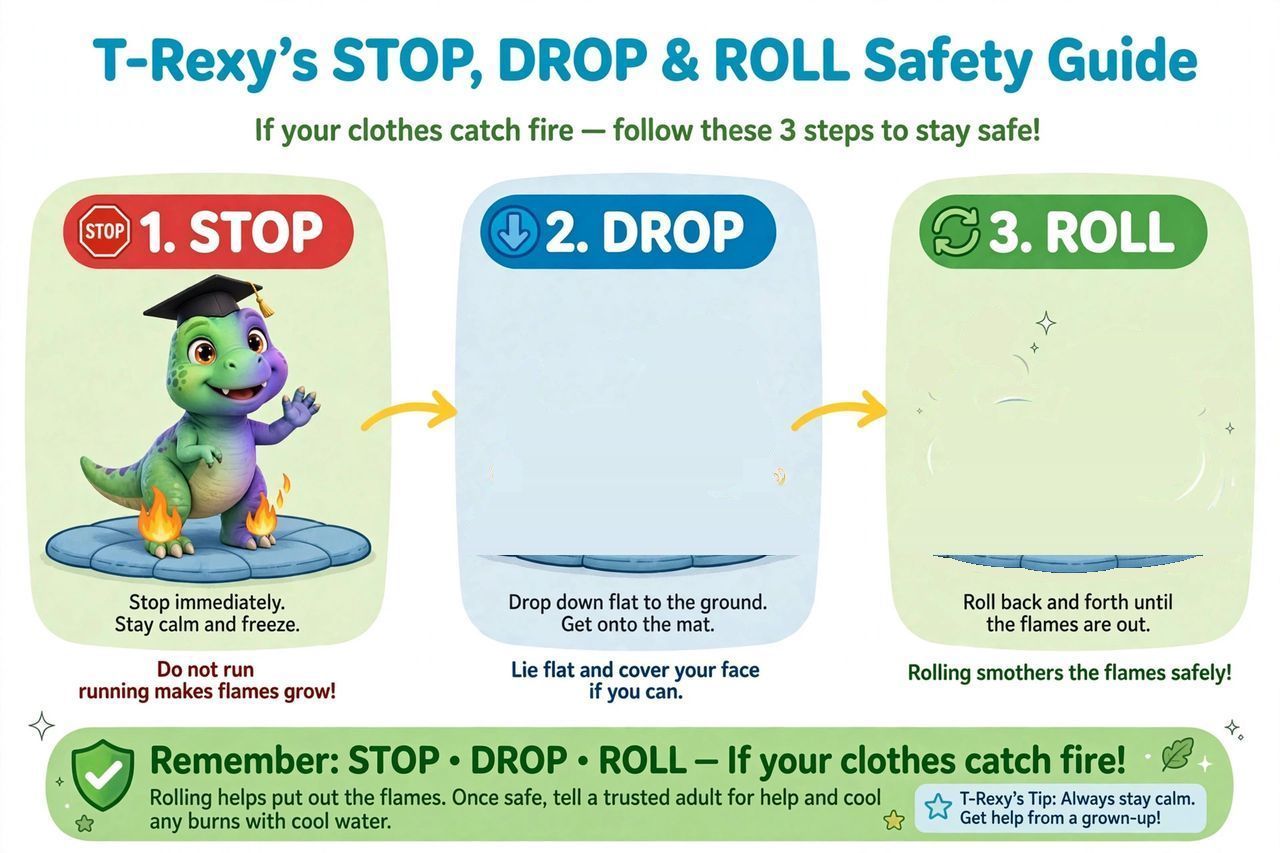 T-Rexy's STOP, DROP & ROLL Safety Guide
If your clothes catch fire — follow these 3 steps to stay safe!
STOP 1. STOP
2. DROP
3. ROLL
Stop immediately.
Stay calm and freeze.
Do not run
running makes flames grow!
Drop down flat to the ground.
Get onto the mat.
Lie flat and cover your face
if you can.
Roll back and forth until
the flames are out.
Rolling smothers the flames safely!
Remember: STOP • DROP • ROLL – If your clothes catch fire!
Rolling helps put out the flames. Once safe, tell a trusted adult for help and cool
any burns with cool water.
T-Rexy's Tip: Always stay calm.
Get help from a grown-up!